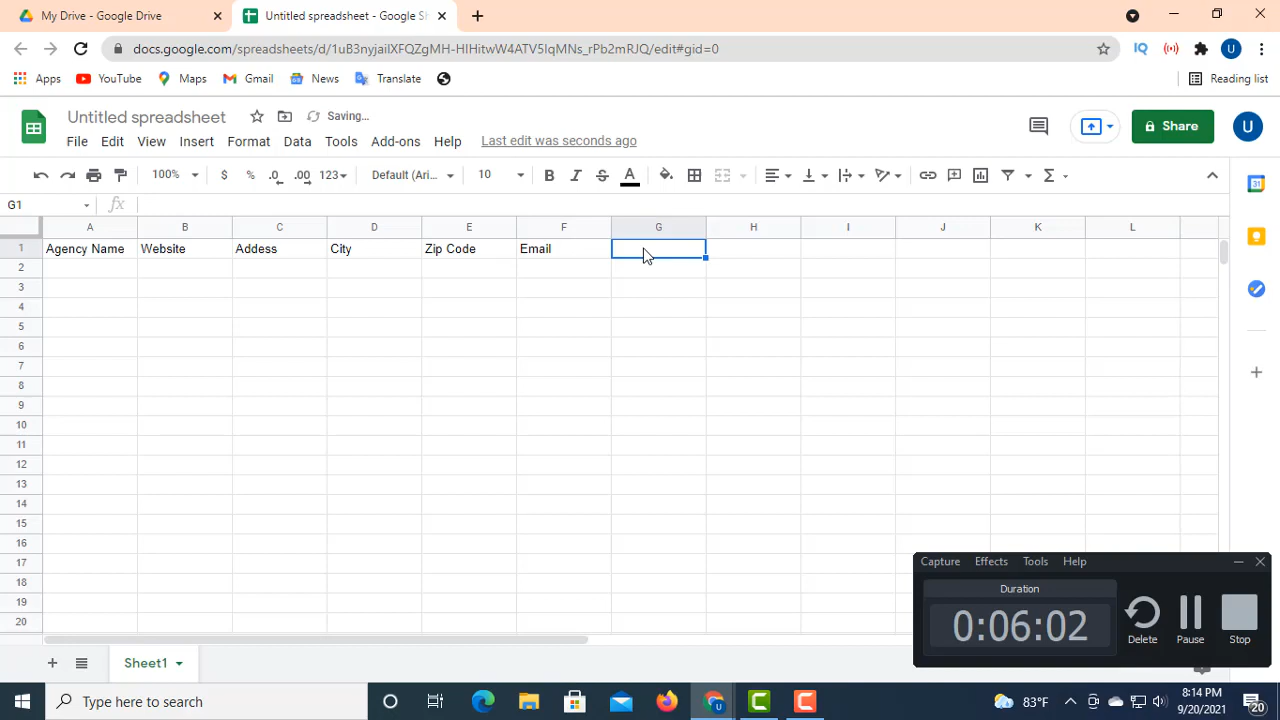 My Drive - Google Drive
Untitled spreadsheet - Google Sh
docs.google.com/spreadsheets/d/1uB3nyjaiIXFQZgMH-HIHitwW4ATV5IqMNs_rPb2mRJQ/edit#gid=0
IQ
U
Apps
YouTube
Maps
Gmail
News
Translate
Reading list
Untitled spreadsheet
Saving...
File Edit View Insert Format Data Tools Add-ons Help
Last edit was seconds ago
Share
U
100% $ % .0 .00 123 Default (Ari... 10 B I S A Σ
31
G1
fx
A B C D E F G H I J K L
1 Agency Name Website Addess City Zip Code Email
2
3
4
5
6
7
8
9
10
11
12
13
14
15
16
17
18
19
20
Capture Effects Tools Help
Duration
0:06:02
Delete Pause Stop
Sheet1
Type here to search
83°F
8:14 PM
9/20/2021
20